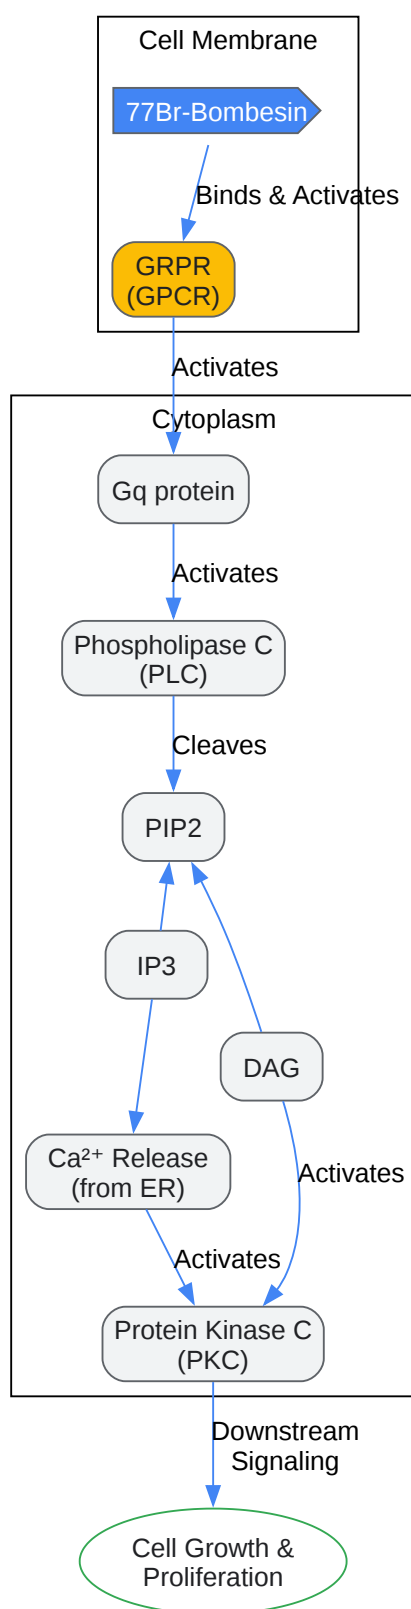 Cell Membrane
77Br-Bombesin
Binds & Activates
GRPR
(GPCR)
Activates
Cytoplasm
Gq protein
Activates
Phospholipase C
(PLC)
Cleaves
PIP2
IP3
DAG
Ca²⁺ Release
(from ER)
Activates
Activates
Protein Kinase C
(PKC)
Downstream
Signaling
Cell Growth &
Proliferation